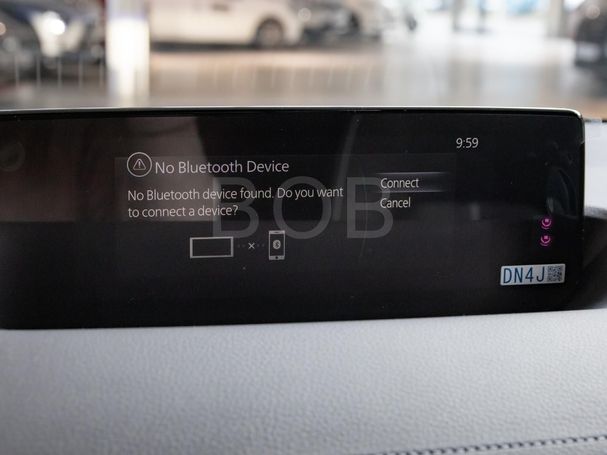 9:59
No Bluetooth Device
No Bluetooth device found. Do you want
to connect a device?
Connect
Cancel
BOB
DN4J